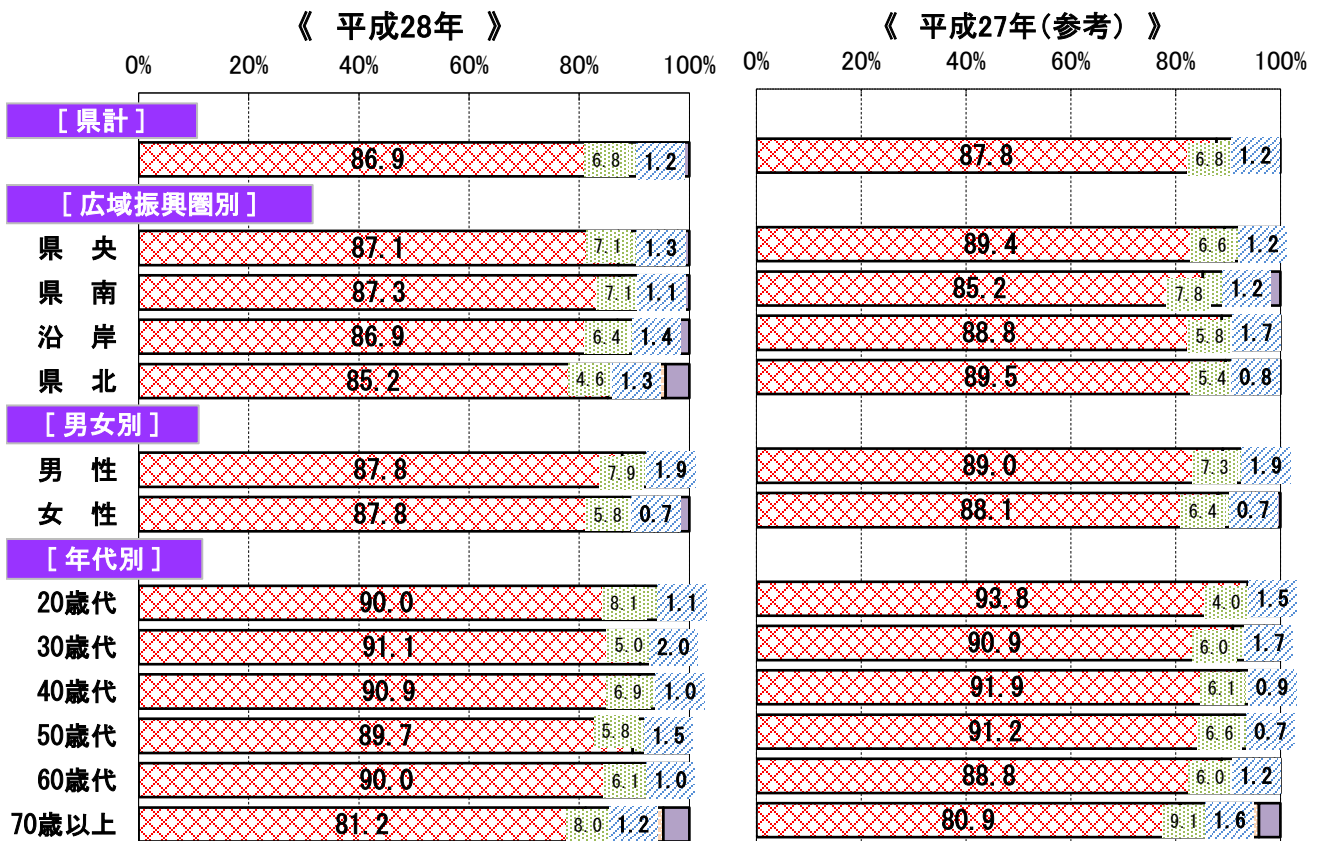 《 平成28年 》 《 平成27年(参考) 》
0% 20% 40% 60% 80% 100% 0% 20% 40% 60% 80% 100%
[ 県計 ]
86.9 6.8 1.2 87.8 6.8 1.2
[ 広域振興圏別 ]
県 央 87.1 7.1 1.3 89.4 6.6 1.2
県 南 87.3 7.1 1.1 85.2 7.8 1.2
沿 岸 86.9 6.4 1.4 88.8 5.8 1.7
県 北 85.2 4.6 1.3 89.5 5.4 0.8
[ 男女別 ]
男 性 87.8 7.9 1.9 89.0 7.3 1.9
女 性 87.8 5.8 0.7 88.1 6.4 0.7
[ 年代別 ]
20歳代 90.0 8.1 1.1 93.8 4.0 1.5
30歳代 91.1 5.0 2.0 90.9 6.0 1.7
40歳代 90.9 6.9 1.0 91.9 6.1 0.9
50歳代 89.7 5.8 1.5 91.2 6.6 0.7
60歳代 90.0 6.1 1.0 88.8 6.0 1.2
70歳以上 81.2 8.0 1.2 80.9 9.1 1.6